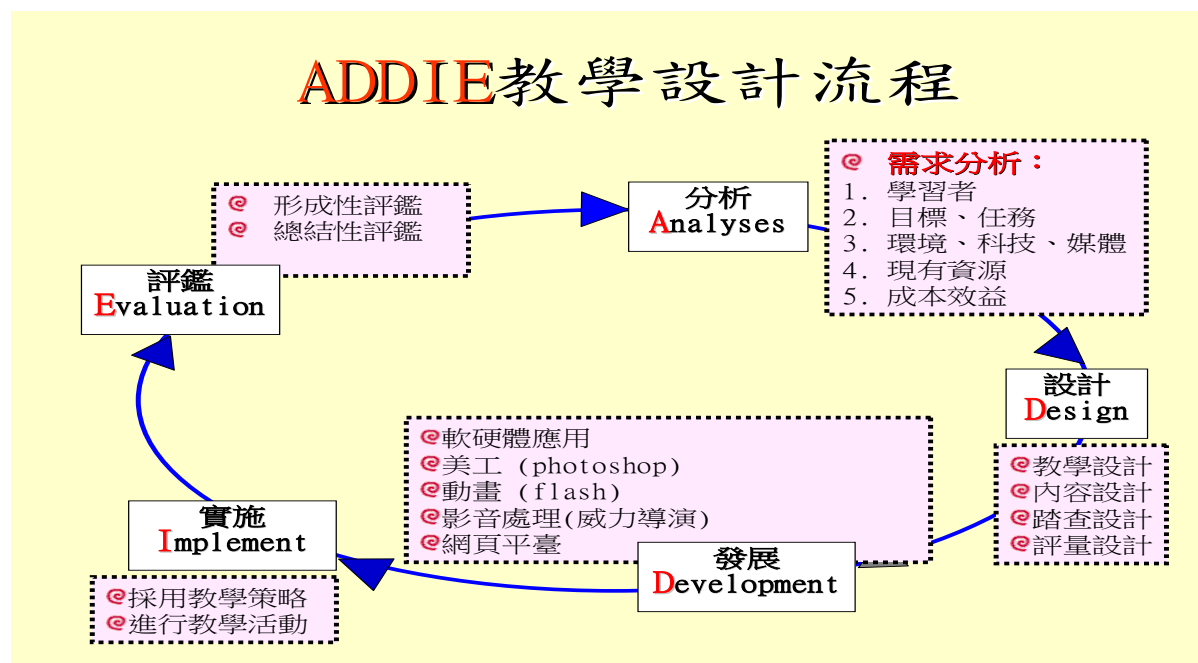 ADDIE教學設計流程
分析
Analyses
需求分析：
1. 學習者
2. 目標、任務
3. 環境、科技、媒體
4. 現有資源
5. 成本效益
設計
Design
教學設計
內容設計
踏查設計
評量設計
發展
Development
軟硬體應用
美工 (photoshop)
動畫 (flash)
影音處理(威力導演)
網頁平臺
實施
Implement
採用教學策略
進行教學活動
評鑑
Evaluation
形成性評鑑
總結性評鑑